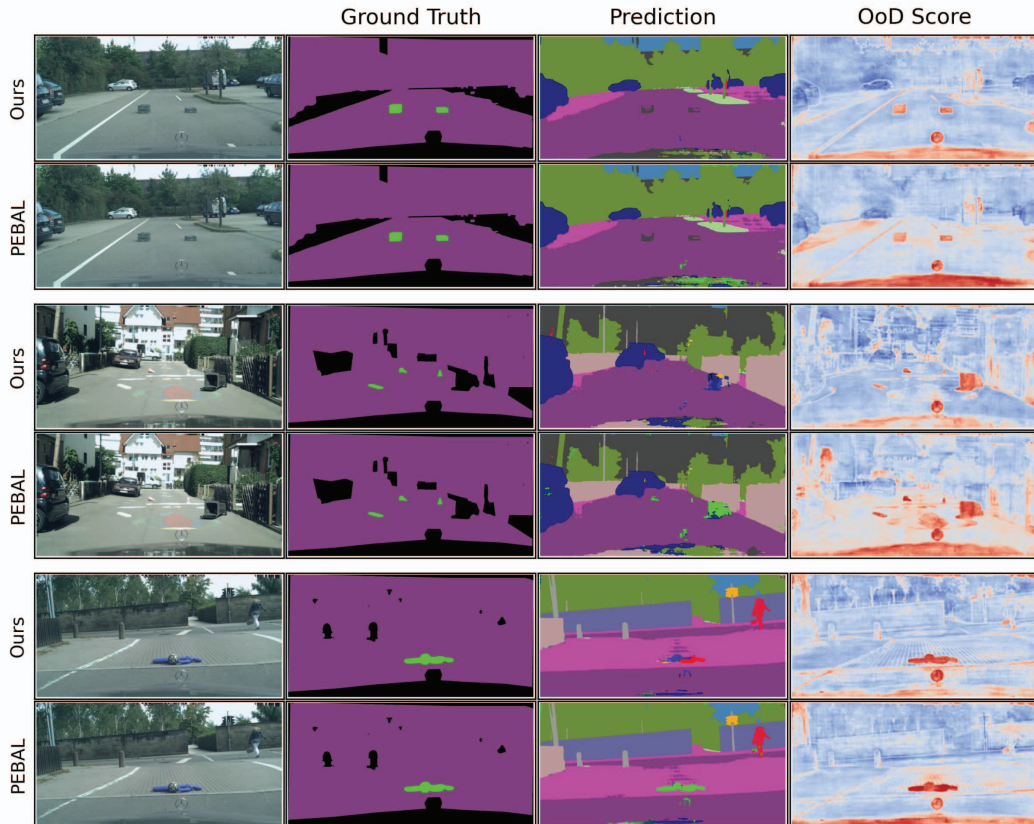 Ground Truth
Prediction
OoD Score
Ours
PEBAL
Ours
PEBAL
Ours
PEBAL